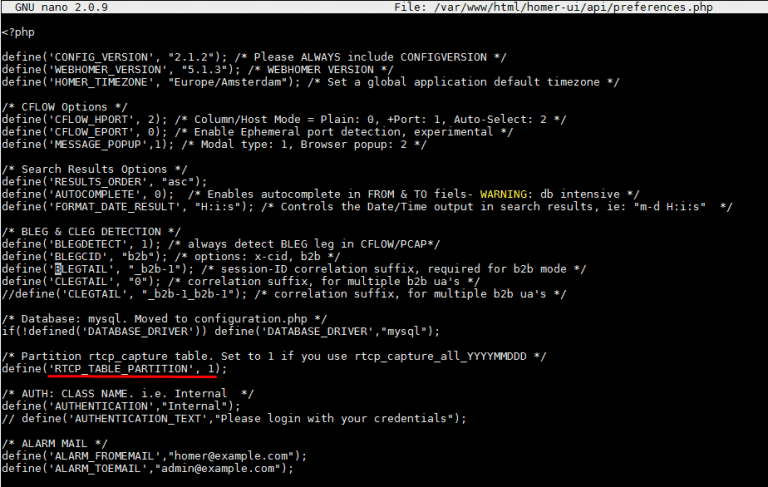 GNU nano 2.0.9 File: /var/www/html/homer-ui/api/preferences.php
<?php
define('CONFIG_VERSION', "2.1.2"); /* Please ALWAYS include CONFIGVERSION */
define('WEBHOMER_VERSION', "5.1.3"); /* WEBHOMER VERSION */
define('HOMER_TIMEZONE', "Europe/Amsterdam"); /* Set a global application default timezone */
/* CFLOW Options */
define('CFLOW_HPORT', 2); /* Column/Host Mode = Plain: 0, +Port: 1, Auto-Select: 2 */
define('CFLOW_EPORT', 0); /* Enable Ephemeral port detection, experimental */
define('MESSAGE_POPUP',1); /* Modal type: 1, Browser popup: 2 */
/* Search Results Options */
define('RESULTS_ORDER', "asc");
define('AUTOCOMPLETE', 0);  /* Enables autocomplete in FROM & TO fiels- WARNING: db intensive */
define('FORMAT_DATE_RESULT', "H:i:s"); /* Controls the Date/Time output in search results, ie: "m-d H:i:s"  */
/* BLEG & CLEG DETECTION */
define('BLEGDETECT', 1); /* always detect BLEG leg in CFLOW/PCAP*/
define('BLEGCID', "b2b"); /* options: x-cid, b2b */
define('BLEGTAIL', "_b2b-1"); /* session-ID correlation suffix, required for b2b mode */
define('CLEGTAIL', "0"); /* correlation suffix, for multiple b2b ua's */
//define('CLEGTAIL', "_b2b-1_b2b-1"); /* correlation suffix, for multiple b2b ua's */
/* Database: mysql. Moved to configuration.php */
if(!defined('DATABASE_DRIVER')) define('DATABASE_DRIVER',"mysql");
/* Partition rtcp_capture table. Set to 1 if you use rtcp_capture_all_YYYYMMDDD */
define('RTCP_TABLE_PARTITION', 1);
/* AUTH: CLASS NAME. i.e. Internal  */
define('AUTHENTICATION',"Internal");
// define('AUTHENTICATION_TEXT',"Please login with your credentials");
/* ALARM MAIL */
define('ALARM_FROMEMAIL',"homer@example.com");
define('ALARM_TOEMAIL',"admin@example.com");